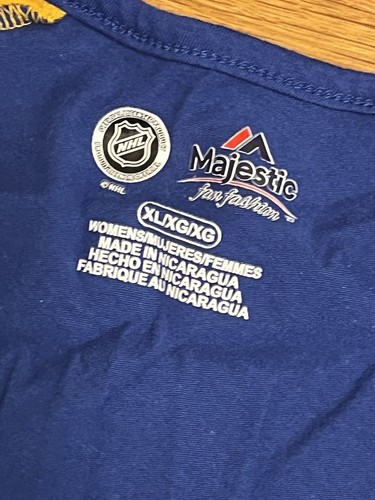 NHL
© NHL
Majestic
fan fashion
XL/XG/XG
WOMENS/MUJERES/FEMMES
MADE IN NICARAGUA
HECHO EN NICARAGUA
FABRIQUE AU NICARAGUA